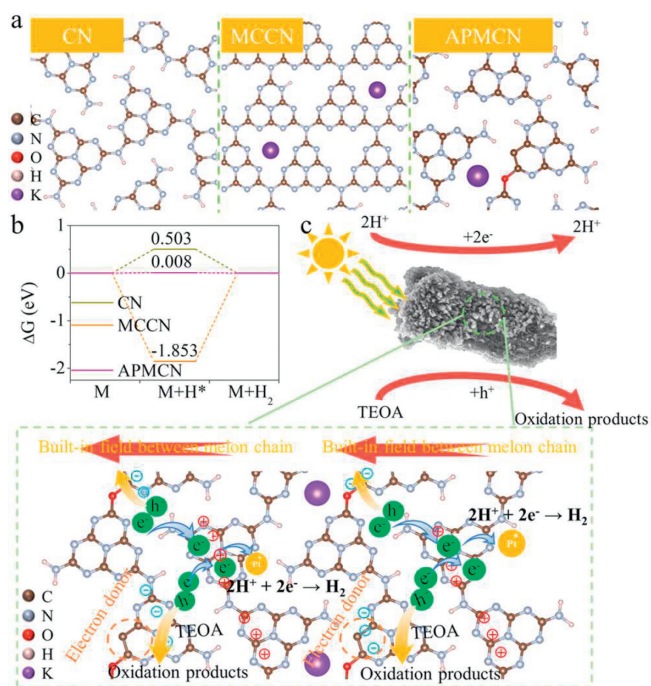 a
CN
MCCN
APMCN
C
N
O
H
K
b
1
0
-1
-2
ΔG (eV)
0.503
0.008
-1.853
CN
MCCN
APMCN
M
M+H*
M+H₂
c
2H⁺
+2e⁻
2H⁺
+h⁺
TEOA
Oxidation products
Built-in field between melon chain
Built-in field between melon chain
h
e⁻
e⁻
e⁻
e⁻
h
Pt
2H⁺ + 2e⁻ → H₂
Electron donor
TEOA
Oxidation products
h
e⁻
e⁻
e⁻
e⁻
h
Pt
2H⁺ + 2e⁻ → H₂
Electron donor
TEOA
Oxidation products
C
N
O
H
K